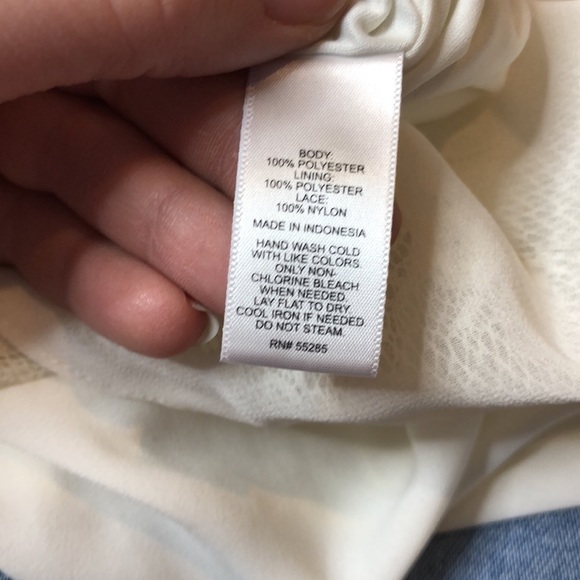 BODY:
100% POLYESTER
LINING:
100% POLYESTER
LACE:
100% NYLON
MADE IN INDONESIA
HAND WASH COLD
WITH LIKE COLORS.
ONLY NON-
CHLORINE BLEACH
WHEN NEEDED.
LAY FLAT TO DRY.
COOL IRON IF NEEDED.
DO NOT STEAM.
RN# 55285